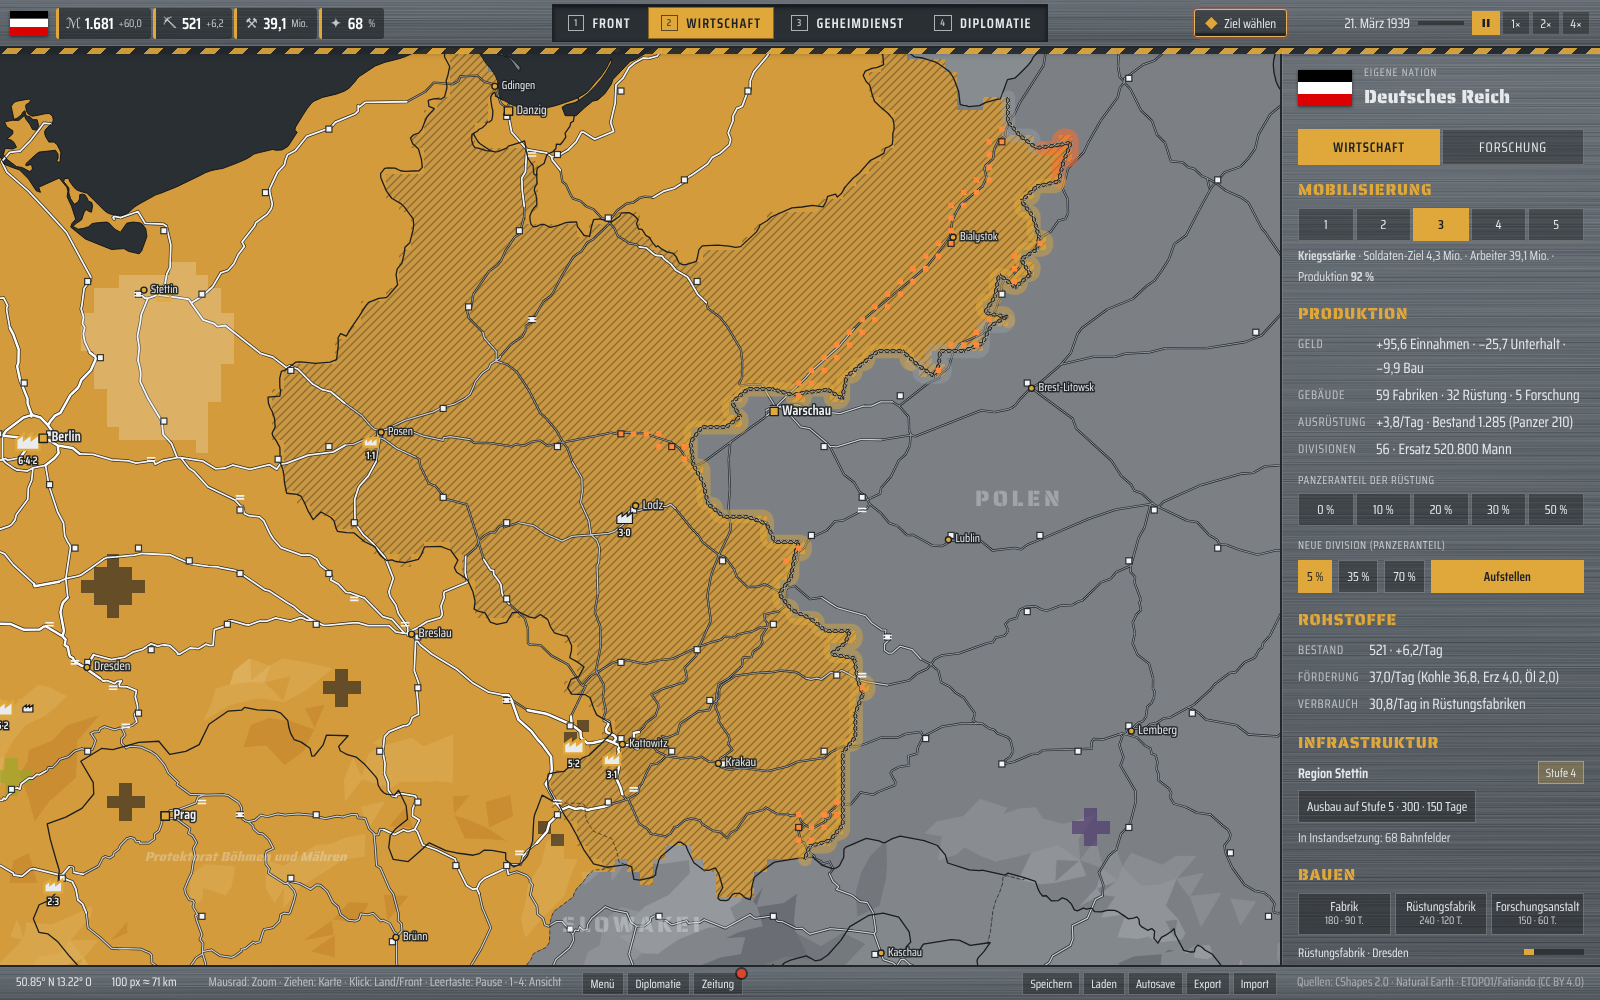 ℳ 1.681 +60,0
521 +6,2
39,1 Mio.
68 %
1 FRONT
2 WIRTSCHAFT
3 GEHEIMDIENST
4 DIPLOMATIE
Ziel wählen
21. März 1939
1×
2×
4×
EIGENE NATION
Deutsches Reich
WIRTSCHAFT
FORSCHUNG
MOBILISIERUNG
1 2 3 4 5
Kriegsstärke · Soldaten-Ziel 4,3 Mio. · Arbeiter 39,1 Mio. ·
Produktion 92 %
PRODUKTION
GELD +95,6 Einnahmen · −25,7 Unterhalt ·
−9,9 Bau
GEBÄUDE 59 Fabriken · 32 Rüstung · 5 Forschung
AUSRÜSTUNG +3,8/Tag · Bestand 1.285 (Panzer 210)
DIVISIONEN 56 · Ersatz 520.800 Mann
PANZERANTEIL DER RÜSTUNG
0 % 10 % 20 % 30 % 50 %
NEUE DIVISION (PANZERANTEIL)
5 % 35 % 70 % Aufstellen
ROHSTOFFE
BESTAND 521 · +6,2/Tag
FÖRDERUNG 37,0/Tag (Kohle 36,8, Erz 4,0, Öl 2,0)
VERBRAUCH 30,8/Tag in Rüstungsfabriken
INFRASTRUKTUR
Region Stettin Stufe 4
Ausbau auf Stufe 5 · 300 · 150 Tage
In Instandsetzung: 68 Bahnfelder
BAUEN
Fabrik
180 · 90 T.
Rüstungsfabrik
240 · 120 T.
Forschungsanstalt
150 · 60 T.
Rüstungsfabrik · Dresden
Gdingen
Danzig
Bialystok
Stettin
Brest-Litowsk
Warschau
Berlin
6·4·2
Posen
1·1
POLEN
Lodz
3·0
Lublin
Breslau
Dresden
Lemberg
Kattowitz
5·2
3·1
Krakau
Prag
Protektorat Böhmen und Mähren
2·3
SLOWAKEI
Brünn
Kaschau
50.85° N 13.22° O
100 px ≈ 71 km
Mausrad: Zoom · Ziehen: Karte · Klick: Land/Front · Leertaste: Pause · 1–4: Ansicht
Menü
Diplomatie
Zeitung
Speichern
Laden
Autosave
Export
Import
Quellen: CShapes 2.0 · Natural Earth · ETOPO1/Fatiando (CC BY 4.0)